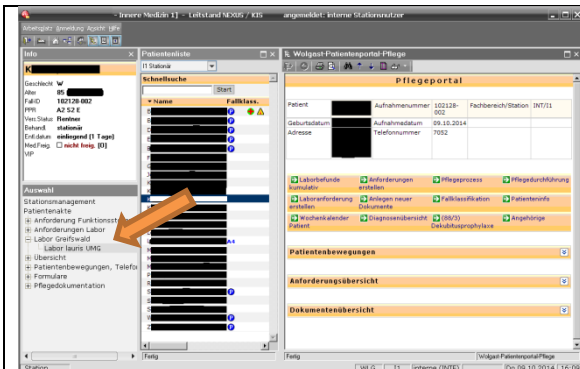 - Innere Medizin 1] - Leitstand NEXUS / KIS angemeldet: interne Stationsnutzer
Arbeitsplatz Anmeldung Ansicht Hilfe
Info
K
Geschlecht W
Alter 85
FallID 102128-002
PPR A2 S2 E
Vers.Status Rentner
Behandl. stationär
Entl.datum einliegend (1 Tage)
Med.Freig. nicht freig. [0]
VIP
Auswahl
Stationsmanagement
Patientenakte
Anforderung Funktionsst
Anforderungen Labor
Labor Greifswald
Labor lauris UMG
Übersicht
Patientenbewegungen, Telefo
Formulare
Pflegedokumentation
Patientenliste
I1 Stationär
Schnellsuche
Start
Name Fallklass.
Fertig
Wolgast-Patientenportal-Pflege
Pflegeportal
Patient Aufnahmenummer 102128-002 Fachbereich/Station INT/I1
Geburtsdatum Aufnahmedatum 09.10.2014
Adresse Telefonnummer 7052
Laborbefunde kumulativ Anforderungen erstellen Pflegeprozess Pflegedurchführung
Laboranforderung erstellen Anlegen neuer Dokumente Fallklassifikation Patienteninfo
Wochenkalender Patient Diagnosenübersicht (86/3) Dekubitusprophylaxe Angehörige
Patientenbewegungen
Anforderungsübersicht
Dokumentenübersicht
Fertig Wolgast-Patientenportal-Pflege
Station WLG I1 interne (INTE) Do 09.10.2014 16:09